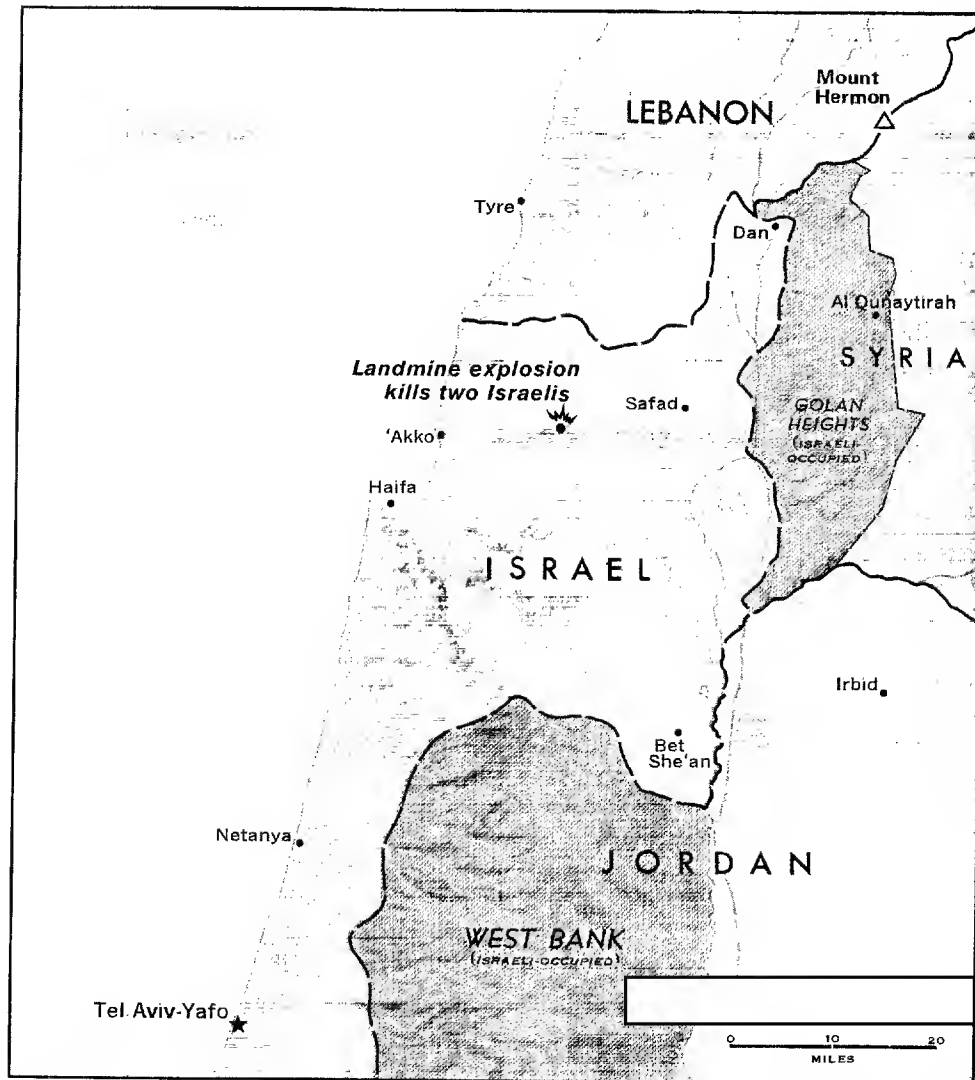 Mount
Hermon
LEBANON
Tyre
Dan
Al Qunaytirah
SYRIA
Landmine explosion
kills two Israelis
Safad
GOLAN
HEIGHTS
(ISRAELI-
OCCUPIED)
'Akko
Haifa
ISRAEL
Irbid
Bet
She'an
Netanya
JORDAN
WEST BANK
(ISRAELI-OCCUPIED)
Tel Aviv-Yafo
0 10 20
MILES